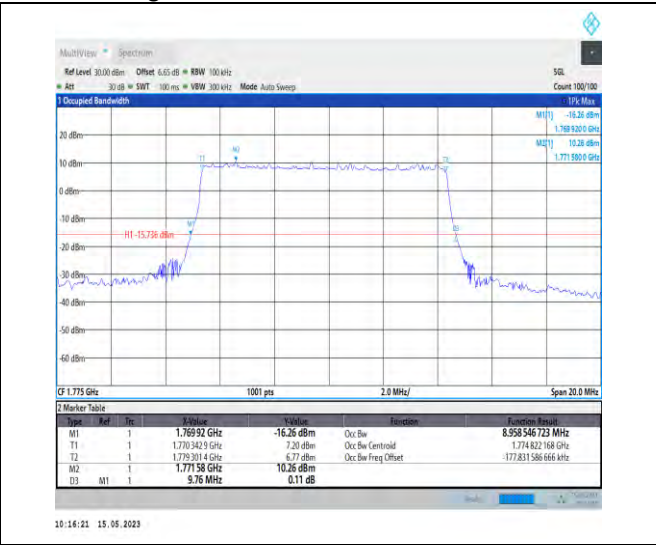 MultiView Spectrum
Ref Level 30.00 dBm Offset 6.65 dB RBW 100 kHz SGL
Att 30 dB SWT 100 ms VBW 300 kHz Mode Auto Sweep Count 100/100
1 Occupied Bandwidth 1Pk Max
M1[1] -16.26 dBm
1.769 920 0 GHz
M2[1] 10.26 dBm
1.771 580 0 GHz
20 dBm
M2
T1
T2
10 dBm
0 dBm
-10 dBm
M1
D3
H1 -15.736 dBm
-20 dBm
-30 dBm
-40 dBm
-50 dBm
-60 dBm
CF 1.775 GHz 1001 pts 2.0 MHz/ Span 20.0 MHz
2 Marker Table
Type Ref Trc X-Value Y-Value Function Function Result
M1 1 1.769 92 GHz -16.26 dBm Occ Bw 8.958 546 723 MHz
T1 1 1.770 342 9 GHz 7.20 dBm Occ Bw Centroid 1.774 822 168 GHz
T2 1 1.779 301 4 GHz 6.77 dBm Occ Bw Freq Offset -177.831 586 666 kHz
M2 1 1.771 58 GHz 10.26 dBm
D3 M1 1 9.76 MHz 0.11 dB
10:16:21 15.05.2023